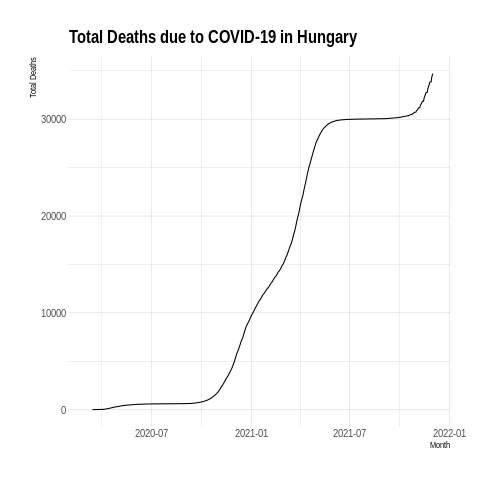 Total Deaths due to COVID-19 in Hungary
Total Deaths
30000
20000
10000
0
2020-07
2021-01
2021-07
2022-01
Month